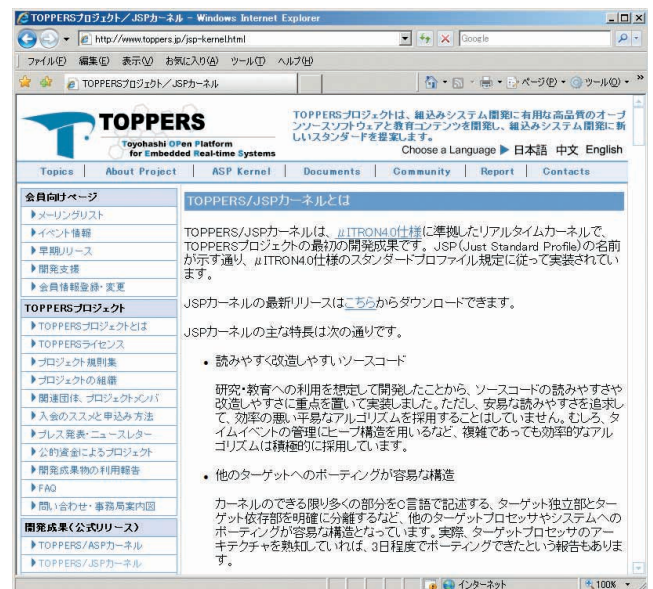 TOPPERSプロジェクト／JSPカーネル - Windows Internet Explorer
http://www.toppers.jp/jsp-kernel.html
Google
ファイル(F) 編集(E) 表示(V) お気に入り(A) ツール(T) ヘルプ(H)
TOPPERSプロジェクト／JSPカーネル
ページ(P) ツール(O)
TOPPERS
Toyohashi OPen Platform
for Embedded Real-time Systems
TOPPERSプロジェクトは、組込みシステム開発に有用な高品質のオープ
ンソースソフトウェアと教育コンテンツを開発し、組込みシステム開発に新
しいスタンダードを提案します。
Choose a Language ▶ 日本語 中文 English
Topics | About Project | ASP Kernel | Documents | Community | Report | Contacts
会員向けページ
メーリングリスト
イベント情報
早期リリース
開発支援
会員情報登録・変更
TOPPERSプロジェクト
TOPPERSプロジェクトとは
TOPPERSライセンス
プロジェクト規則集
プロジェクトの組織
関連団体、プロジェクトメンバ
入会のススメと申込み方法
プレス発表・ニュースレター
公的資金によるプロジェクト
開発成果物の利用報告
FAQ
問い合わせ・事務局案内図
開発成果(公式リリース)
TOPPERS/ASPカーネル
TOPPERS/JSPカーネル
TOPPERS/JSPカーネルとは
TOPPERS/JSPカーネルは、μITRON4.0仕様に準拠したリアルタイムカーネルで、
TOPPERSプロジェクトの最初の開発成果です。JSP(Just Standard Profile)の名前
が示す通り、μITRON4.0仕様のスタンダードプロファイル規定に従って実装されてい
ます。
JSPカーネルの最新リリースはこちらからダウンロードできます。
JSPカーネルの主な特長は次の通りです。
• 読みやすく改造しやすいソースコード
研究・教育への利用を想定して開発したことから、ソースコードの読みやすさや
改造しやすさに重点を置いて実装しました。ただし、安易な読みやすさを追求し
て、効率の悪い平易なアルゴリズムを採用することはしていません。むしろ、タ
イムイベントの管理にヒープ構造を用いるなど、複雑であっても効率的なアル
ゴリズムは積極的に採用しています。
• 他のターゲットへのポーティングが容易な構造
カーネルのできる限り多くの部分をC言語で記述する、ターゲット独立部とター
ゲット依存部を明確に分離するなど、他のターゲットプロセッサやシステムへの
ポーティングが容易な構造となっています。実際、ターゲットプロセッサのアー
キテクチャを熟知していれば、3日程度でポーティングできたという報告もありま
す。
インターネット
100%